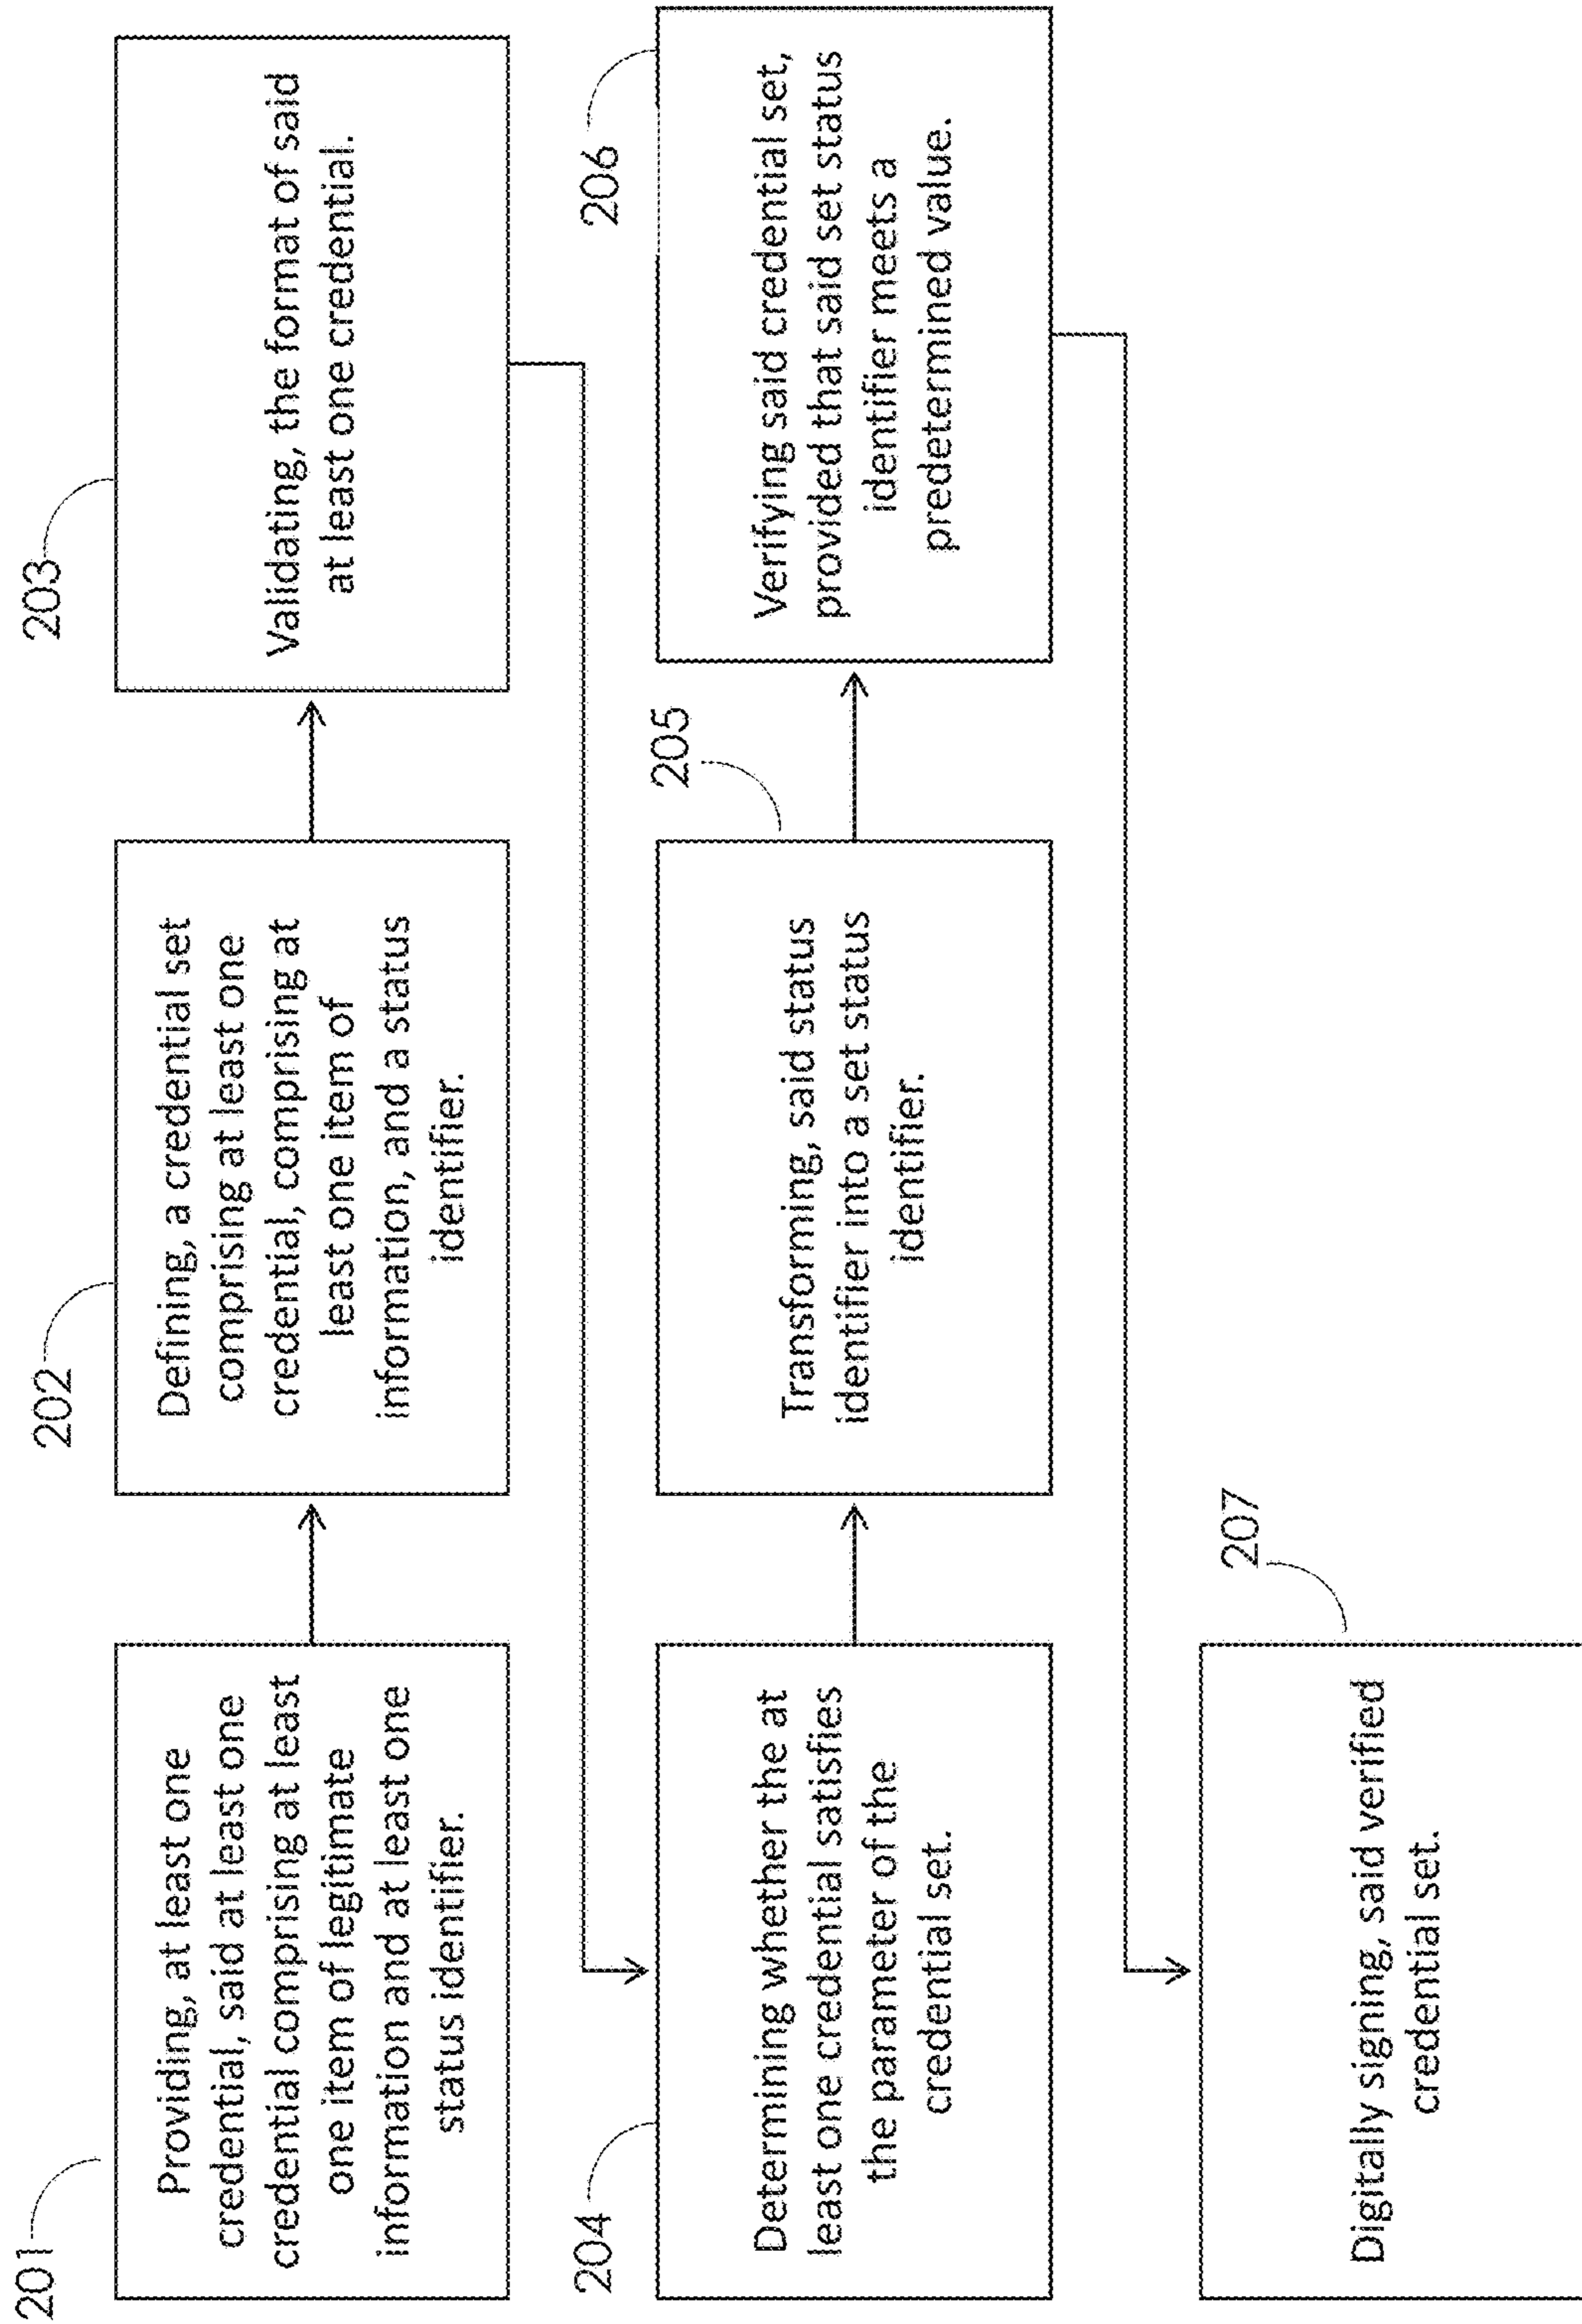 201
Providing, at least one
credential, said at least one
credential comprising at least
one item of legitimate
information and at least one
status identifier.
202
Defining, a credential set
comprising at least one
credential, comprising at
least one item of
information, and a status
identifier.
203
Validating, the format of said
at least one credential.
204
Determining whether the at
least one credential satisfies
the parameter of the
credential set.
205
Transforming, said status
identifier into a set status
identifier.
206
Verifying said credential set,
provided that said set status
identifier meets a
predetermined value.
207
Digitally signing, said verified
credential set.